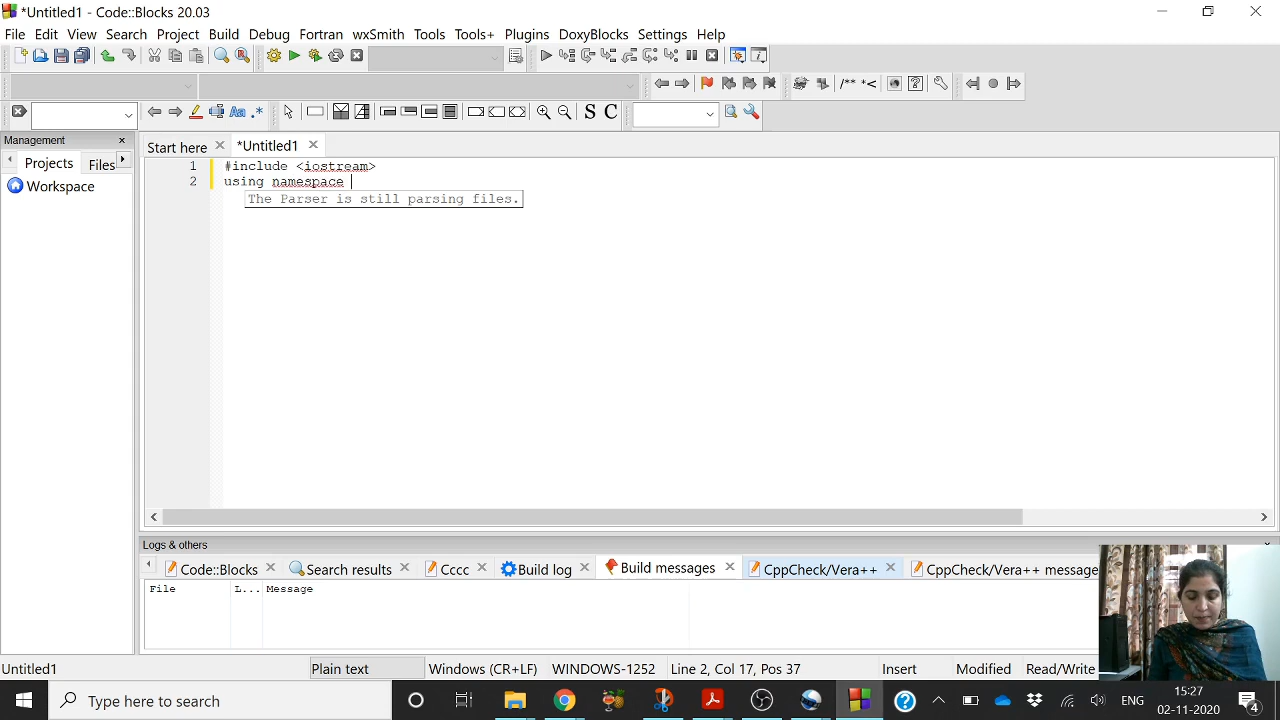 *Untitled1 - Code::Blocks 20.03
File Edit View Search Project Build Debug Fortran wxSmith Tools Tools+ Plugins DoxyBlocks Settings Help
/** *<
.*
S C
Management
Start here *Untitled1
Projects Files
Workspace
1 #include <iostream>
2 using namespace
The Parser is still parsing files.
Logs & others
Code::Blocks Search results Cccc Build log Build messages CppCheck/Vera++ CppCheck/Vera++ message
File L... Message
Untitled1 Plain text Windows (CR+LF) WINDOWS-1252 Line 2, Col 17, Pos 37 Insert Modified Read/Write
Type here to search
ENG
15:27
02-11-2020
4